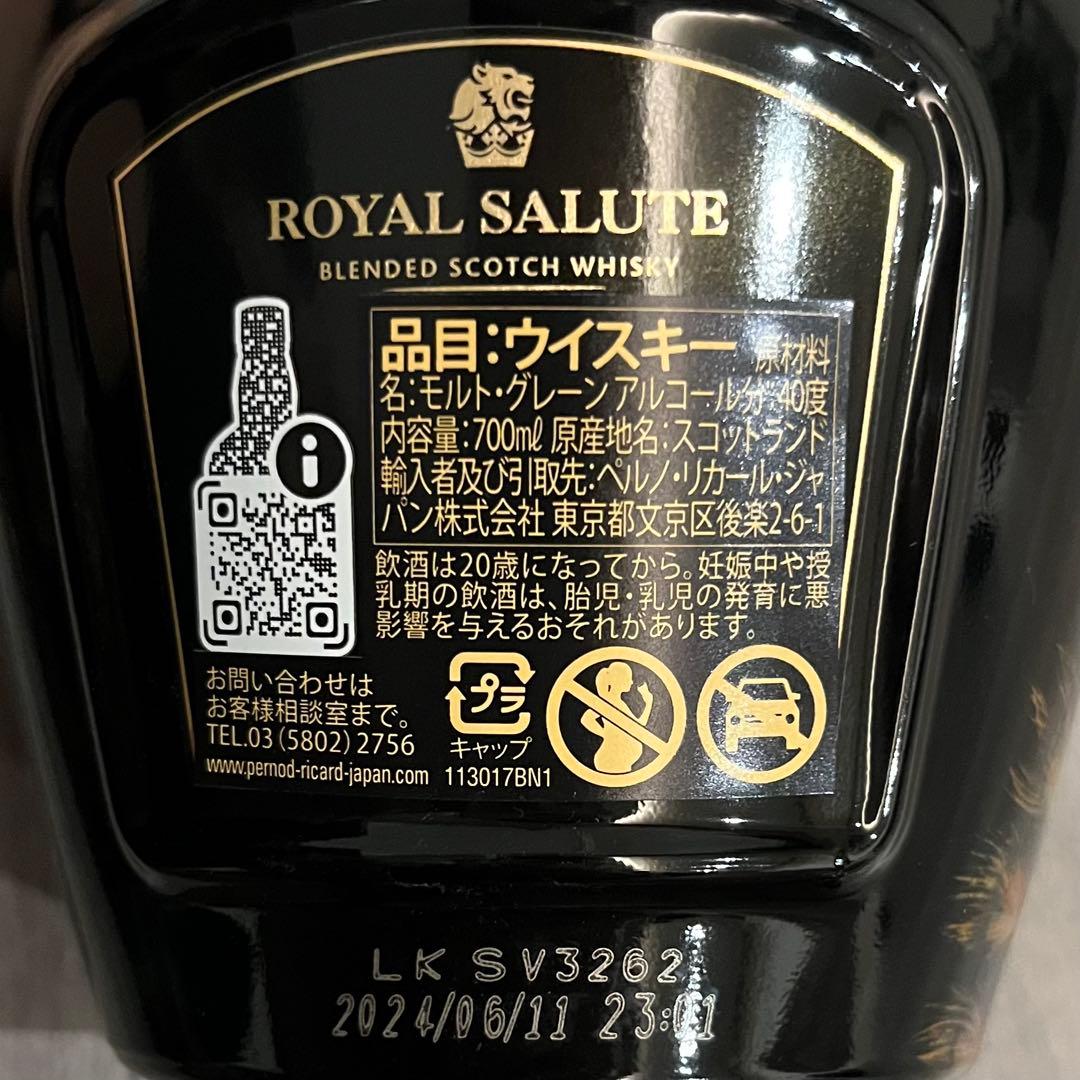 ROYAL SALUTE
BLENDED SCOTCH WHISKY
品目:ウイスキー 原材料
名:モルト・グレーン アルコール分:40度
内容量:700mℓ 原産地名:スコットランド
輸入者及び引取先:ペルノ・リカール・ジャ
パン株式会社 東京都文京区後楽2-6-1
飲酒は20歳になってから。妊娠中や授
乳期の飲酒は、胎児・乳児の発育に悪
影響を与えるおそれがあります。
i
お問い合わせは
お客様相談室まで。
TEL.03(5802)2756
www.pernod-ricard-japan.com
プラ
キャップ
113017BN1
LKSV3262
2024/06/11 23:01